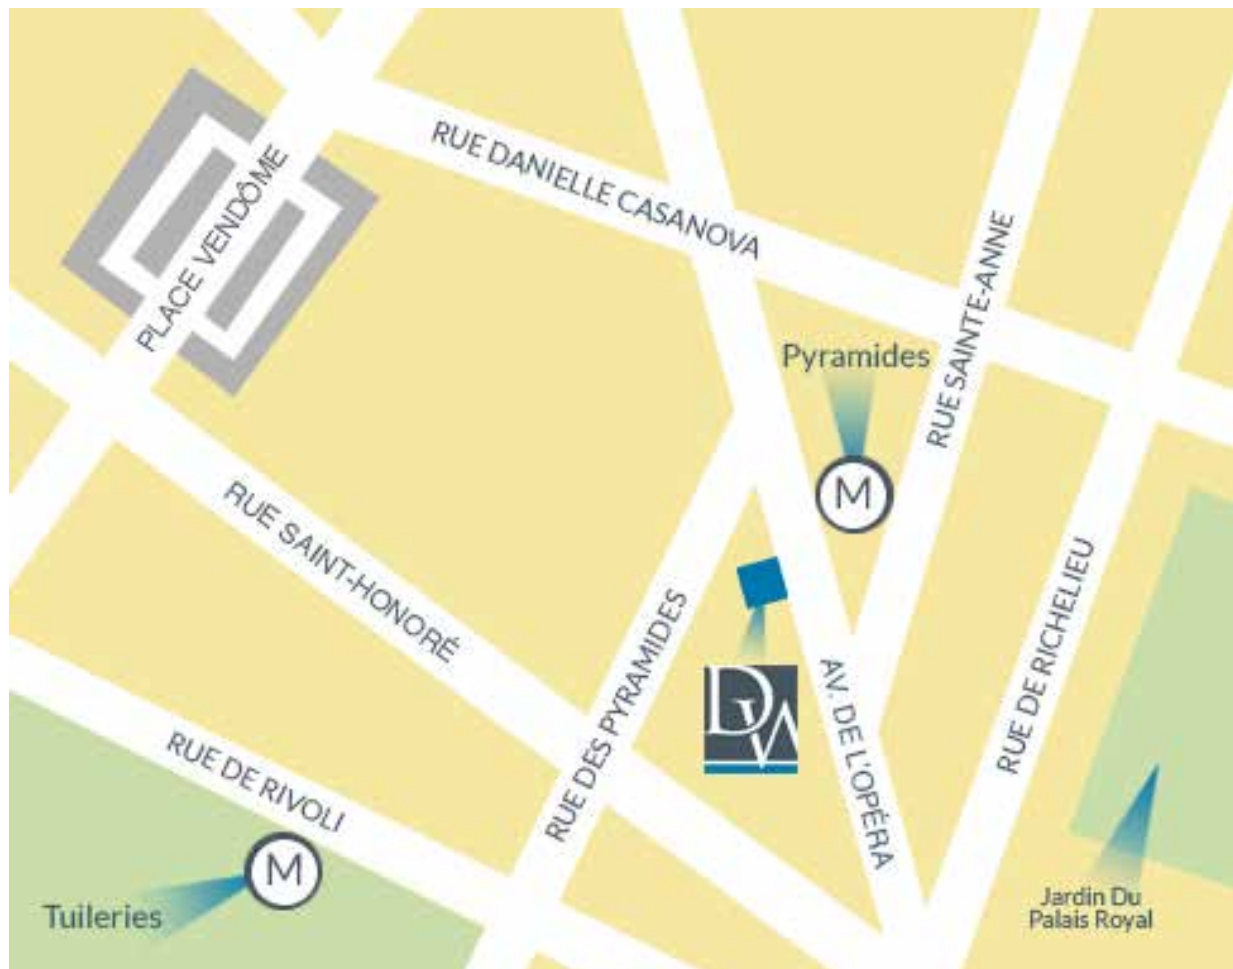 RUE DANIELLE CASANOVA
PLACE VENDÔME
RUE SAINTE-ANNE
Pyramides
M
RUE SAINT-HONORÉ
RUE DES PYRAMIDES
RUE DE RICHELIEU
AV. DE L'OPÉRA
DW
RUE DE RIVOLI
M
Tuileries
Jardin Du
Palais Royal